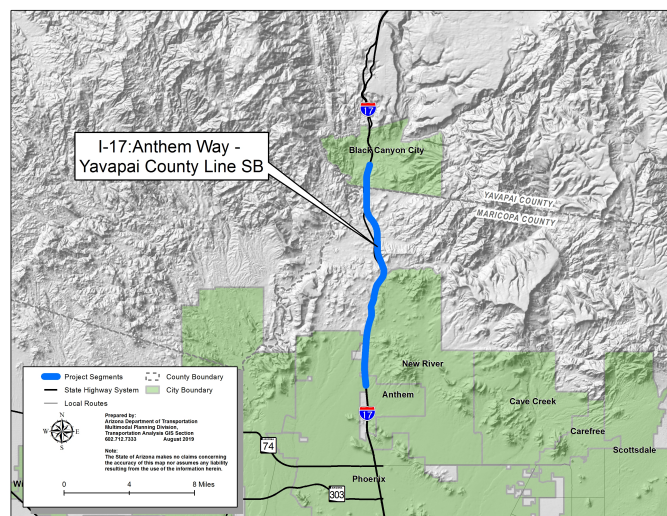 17
I-17:Anthem Way -
Yavapai County Line SB
Black Canyon City
YAVAPAI COUNTY
MARICOPA COUNTY
New River
Anthem
17
Cave Creek
Carefree
Scottsdale
74
Phoenix
303
Project Segments
County Boundary
State Highway System
City Boundary
Local Routes
N
W
E
S
Prepared by:
Arizona Department of Transportation
Multimodal Planning Division,
Transportation Analysis GIS Section
602.712.7333 August 2019
Note:
The State of Arizona makes no claims concerning
the accuracy of this map nor assumes any liability
resulting from the use of the information herein.
0 4 8 Miles